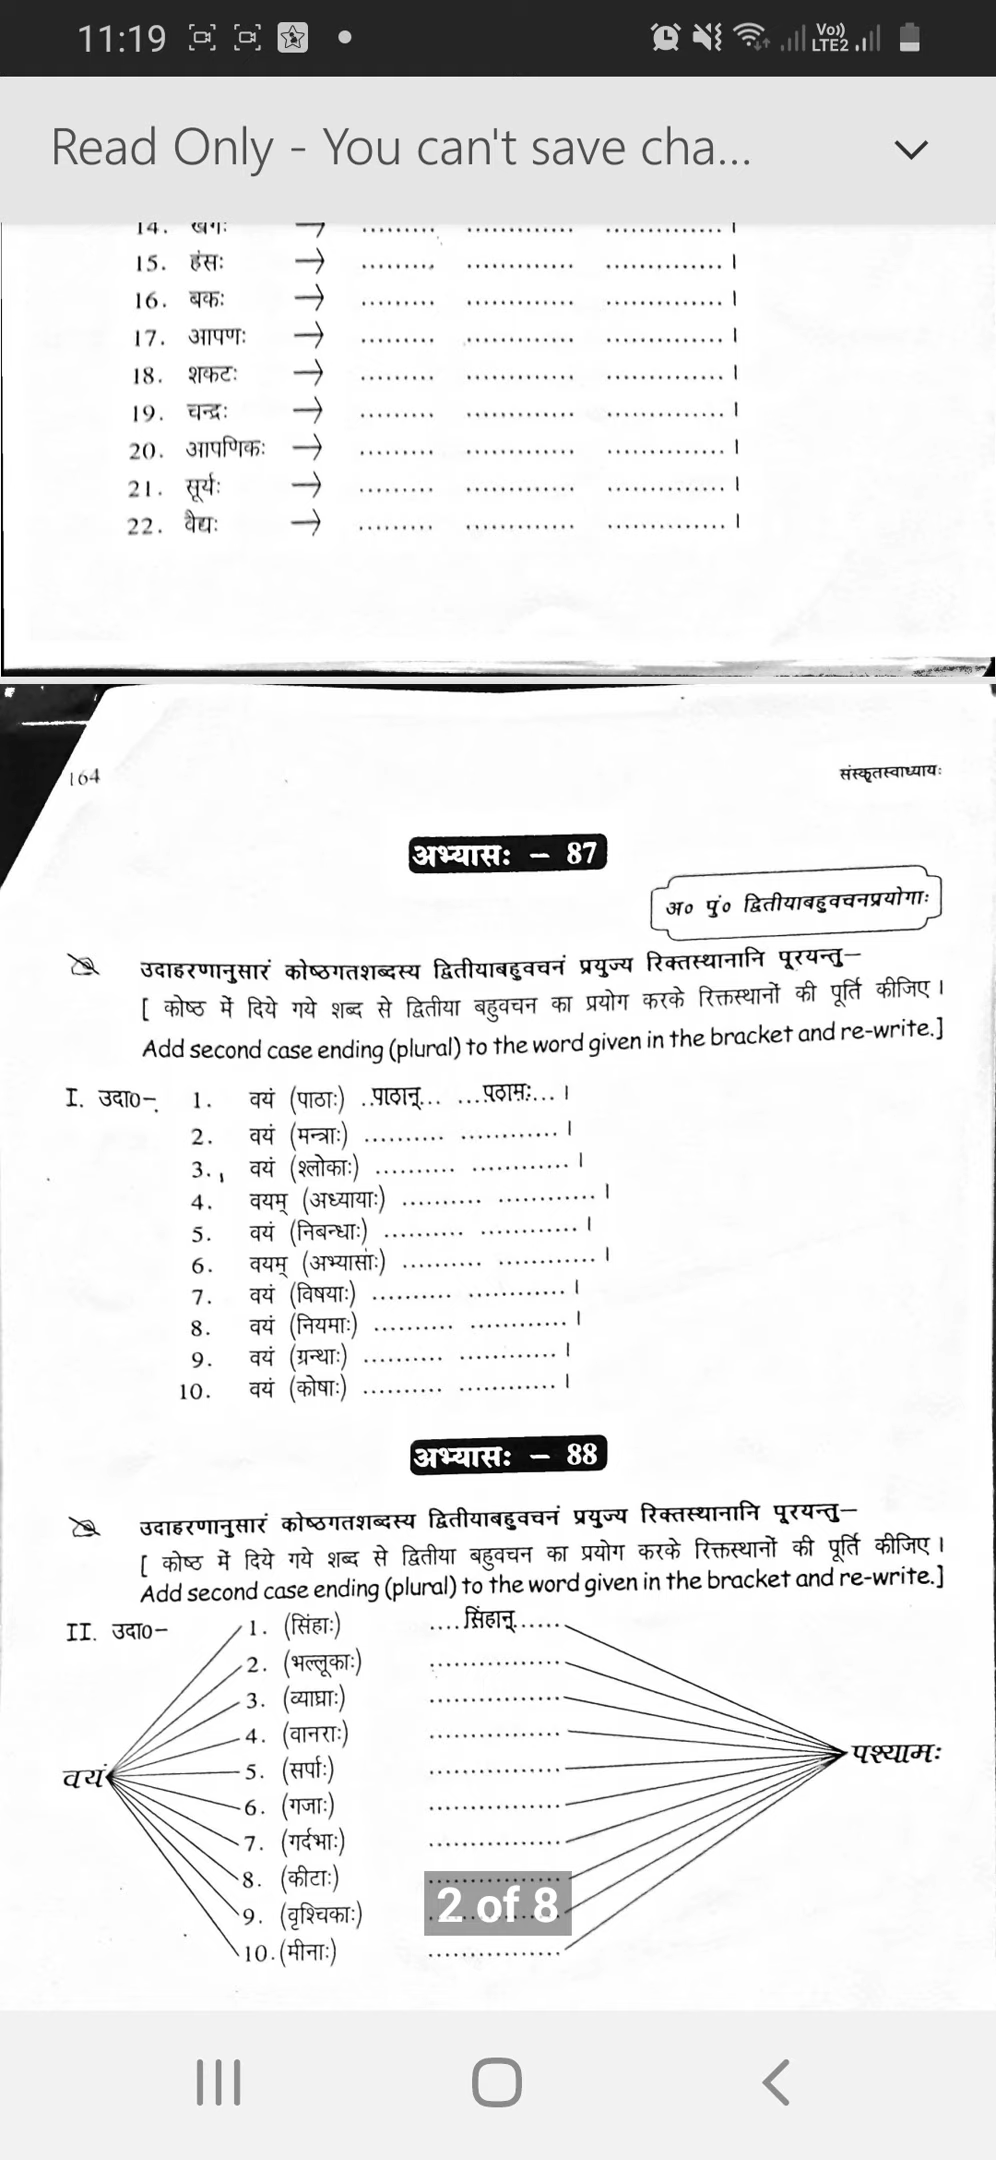 11:19 Vo)) LTE2
Read Only - You can't save cha...
14. खगः → ......... ............. .............. ।
15. हंसः → ......... ............. .............. ।
16. बकः → ......... ............. .............. ।
17. आपणः → ......... ............. .............. ।
18. शकटः → ......... ............. .............. ।
19. चन्द्रः → ......... ............. .............. ।
20. आपणिकः → ......... ............. .............. ।
21. सूर्यः → ......... ............. .............. ।
22. वैद्यः → ......... ............. .............. ।
164 संस्कृतस्वाध्यायः
अभ्यासः – 87
अ० पुं० द्वितीयाबहुवचनप्रयोगाः
उदाहरणानुसारं कोष्ठगतशब्दस्य द्वितीयाबहुवचनं प्रयुज्य रिक्तस्थानानि पूरयन्तु–
[ कोष्ठ में दिये गये शब्द से द्वितीया बहुवचन का प्रयोग करके रिक्तस्थानों की पूर्ति कीजिए ।
Add second case ending (plural) to the word given in the bracket and re-write.]
I. उदा०– 1. वयं (पाठाः) ..पाठान्... ...पठामः... ।
2. वयं (मन्त्राः) .......... ............ ।
3. वयं (श्लोकाः) .......... ............ ।
4. वयम् (अध्यायाः) .......... ............ ।
5. वयं (निबन्धाः) .......... ............ ।
6. वयम् (अभ्यासाः) .......... ............ ।
7. वयं (विषयाः) .......... ............ ।
8. वयं (नियमाः) .......... ............ ।
9. वयं (ग्रन्थाः) .......... ............ ।
10. वयं (कोषाः) .......... ............ ।
अभ्यासः – 88
उदाहरणानुसारं कोष्ठगतशब्दस्य द्वितीयाबहुवचनं प्रयुज्य रिक्तस्थानानि पूरयन्तु–
[ कोष्ठ में दिये गये शब्द से द्वितीया बहुवचन का प्रयोग करके रिक्तस्थानों की पूर्ति कीजिए ।
Add second case ending (plural) to the word given in the bracket and re-write.]
II. उदा०– 1. (सिंहाः) ....सिंहान्......
2. (भल्लूकाः) ................
3. (व्याघ्राः) ................
4. (वानराः) ................
वयं 5. (सर्पाः) ................ पश्यामः
6. (गजाः) ................
7. (गर्दभाः) ................
8. (कीटाः) ................
9. (वृश्चिकाः) 2 of 8
10. (मीनाः) ................